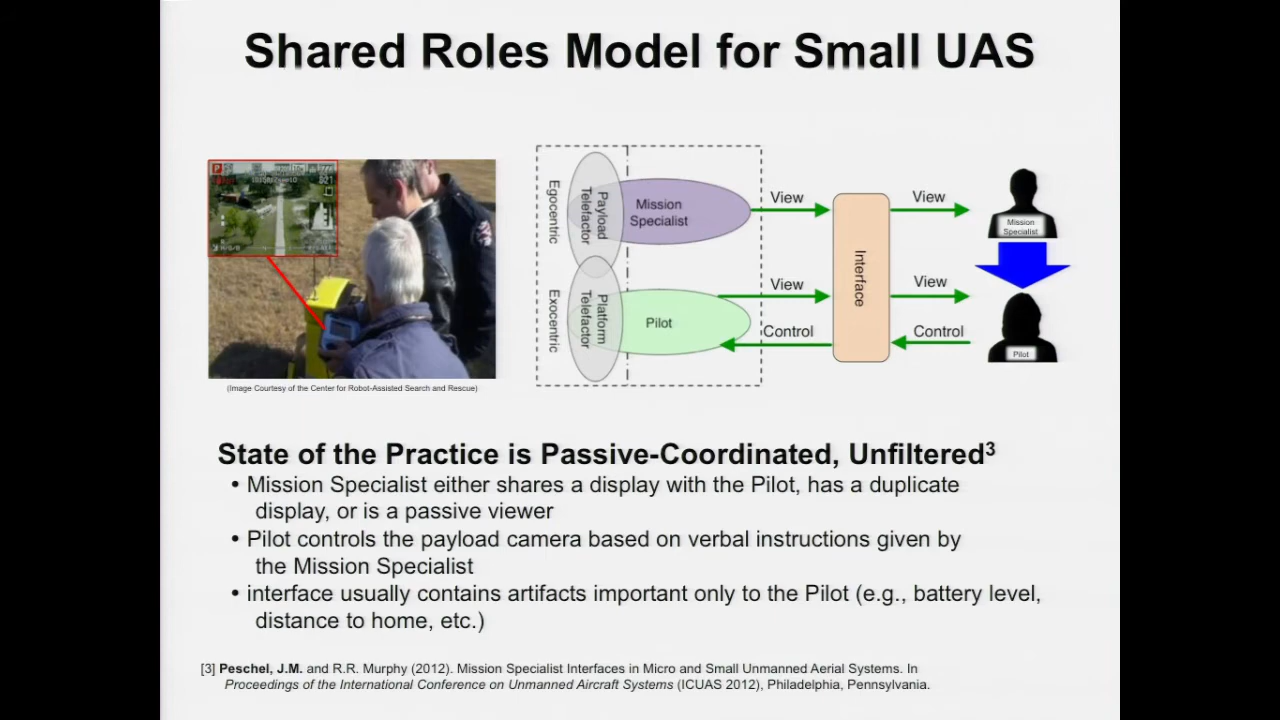 Shared Roles Model for Small UAS
(Image Courtesy of the Center for Robot-Assisted Search and Rescue)
Egocentric
Payload
Telefactor
Mission
Specialist
View
View
Mission
Specialist
Interface
Exocentric
Platform
Telefactor
Pilot
View
View
Control
Control
Pilot
State of the Practice is Passive-Coordinated, Unfiltered3
• Mission Specialist either shares a display with the Pilot, has a duplicate
display, or is a passive viewer
• Pilot controls the payload camera based on verbal instructions given by
the Mission Specialist
• interface usually contains artifacts important only to the Pilot (e.g., battery level,
distance to home, etc.)
[3] Peschel, J.M. and R.R. Murphy (2012). Mission Specialist Interfaces in Micro and Small Unmanned Aerial Systems. In
Proceedings of the International Conference on Unmanned Aircraft Systems (ICUAS 2012), Philadelphia, Pennsylvania.